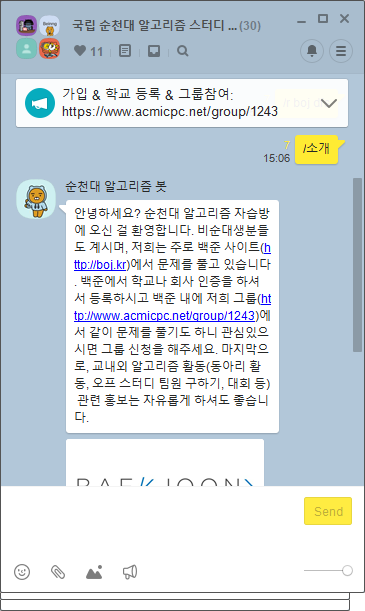 국립 순천대 알고리즘 스터디 ... (30)
11
가입 & 학교 등록 & 그룹참여:
https://www.acmicpc.net/group/1243
7
15:06
/소개
순천대 알고리즘 봇
안녕하세요? 순천대 알고리즘 자습방
에 오신 걸 환영합니다. 비순대생분들
도 계시며, 저희는 주로 백준 사이트(h
ttp://boj.kr)에서 문제를 풀고 있습니다
. 백준에서 학교나 회사 인증을 하셔
서 등록하시고 백준 내에 저희 그룹(ht
tp://www.acmicpc.net/group/1243)에
서 같이 문제를 풀기도 하니 관심있으
시면 그룹 신청을 해주세요. 마지막으
로, 교내외 알고리즘 활동(동아리 활
동, 오프 스터디 팀원 구하기, 대회 등)
관련 홍보는 자유롭게 하셔도 좋습니
다.
Send